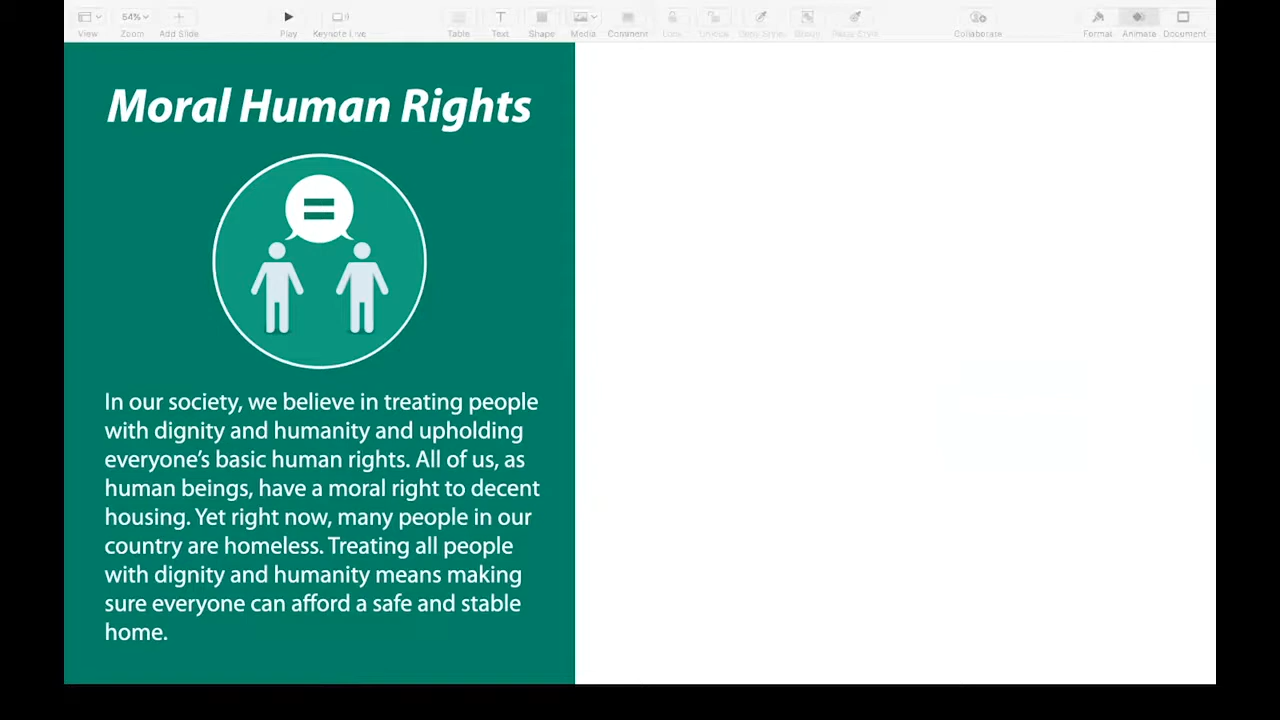 View
54%
Zoom
Add Slide
Play
Keynote Live
Table
Text
Shape
Media
Comment
Collaborate
Format
Animate
Document
Moral Human Rights
=
In our society, we believe in treating people
with dignity and humanity and upholding
everyone's basic human rights. All of us, as
human beings, have a moral right to decent
housing. Yet right now, many people in our
country are homeless. Treating all people
with dignity and humanity means making
sure everyone can afford a safe and stable
home.